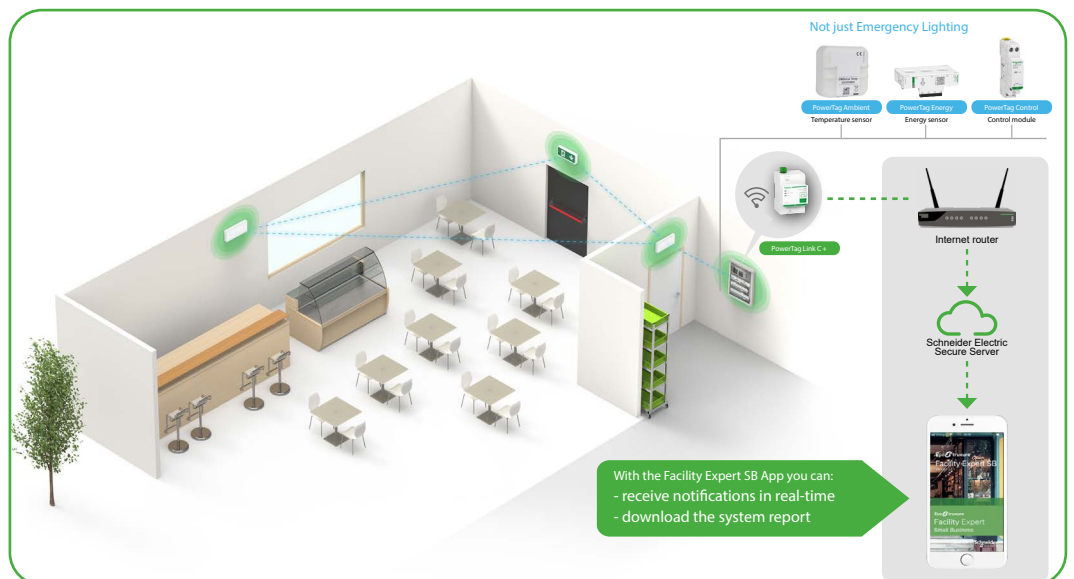 Not just Emergency Lighting
PowerTag Ambient
PowerTag Energy
PowerTag Control
Temperature sensor
Energy sensor
Control module
PowerTag Link C +
Internet router
Schneider Electric
Secure Server
With the Facility Expert SB App you can:
- receive notifications in real-time
- download the system report
Facility Expert SB
Facility Expert
Small Business